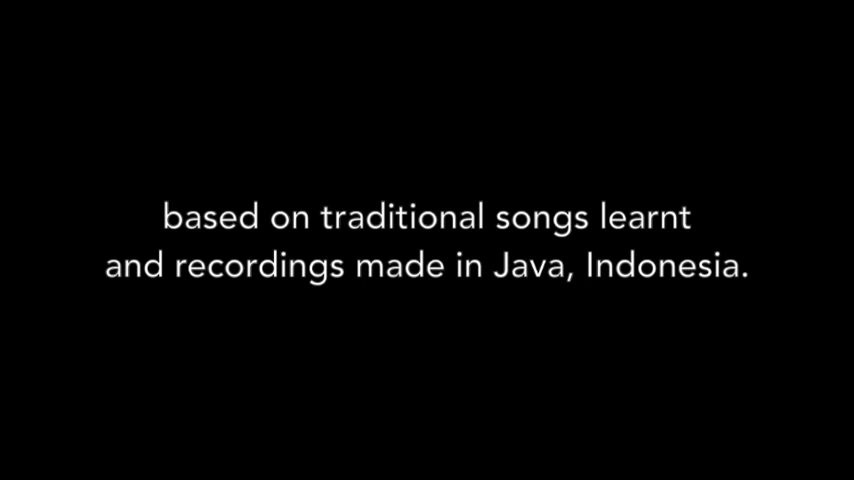 based on traditional songs learnt
and recordings made in Java, Indonesia.